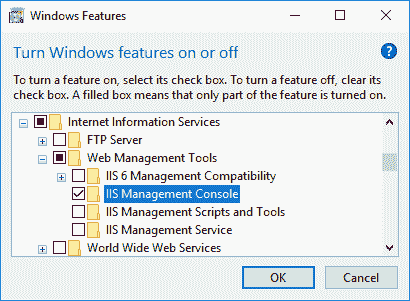 Windows Features
Turn Windows features on or off
To turn a feature on, select its check box. To turn a feature off, clear its
check box. A filled box means that only part of the feature is turned on.
Internet Information Services
FTP Server
Web Management Tools
IIS 6 Management Compatibility
IIS Management Console
IIS Management Scripts and Tools
IIS Management Service
World Wide Web Services
OK
Cancel